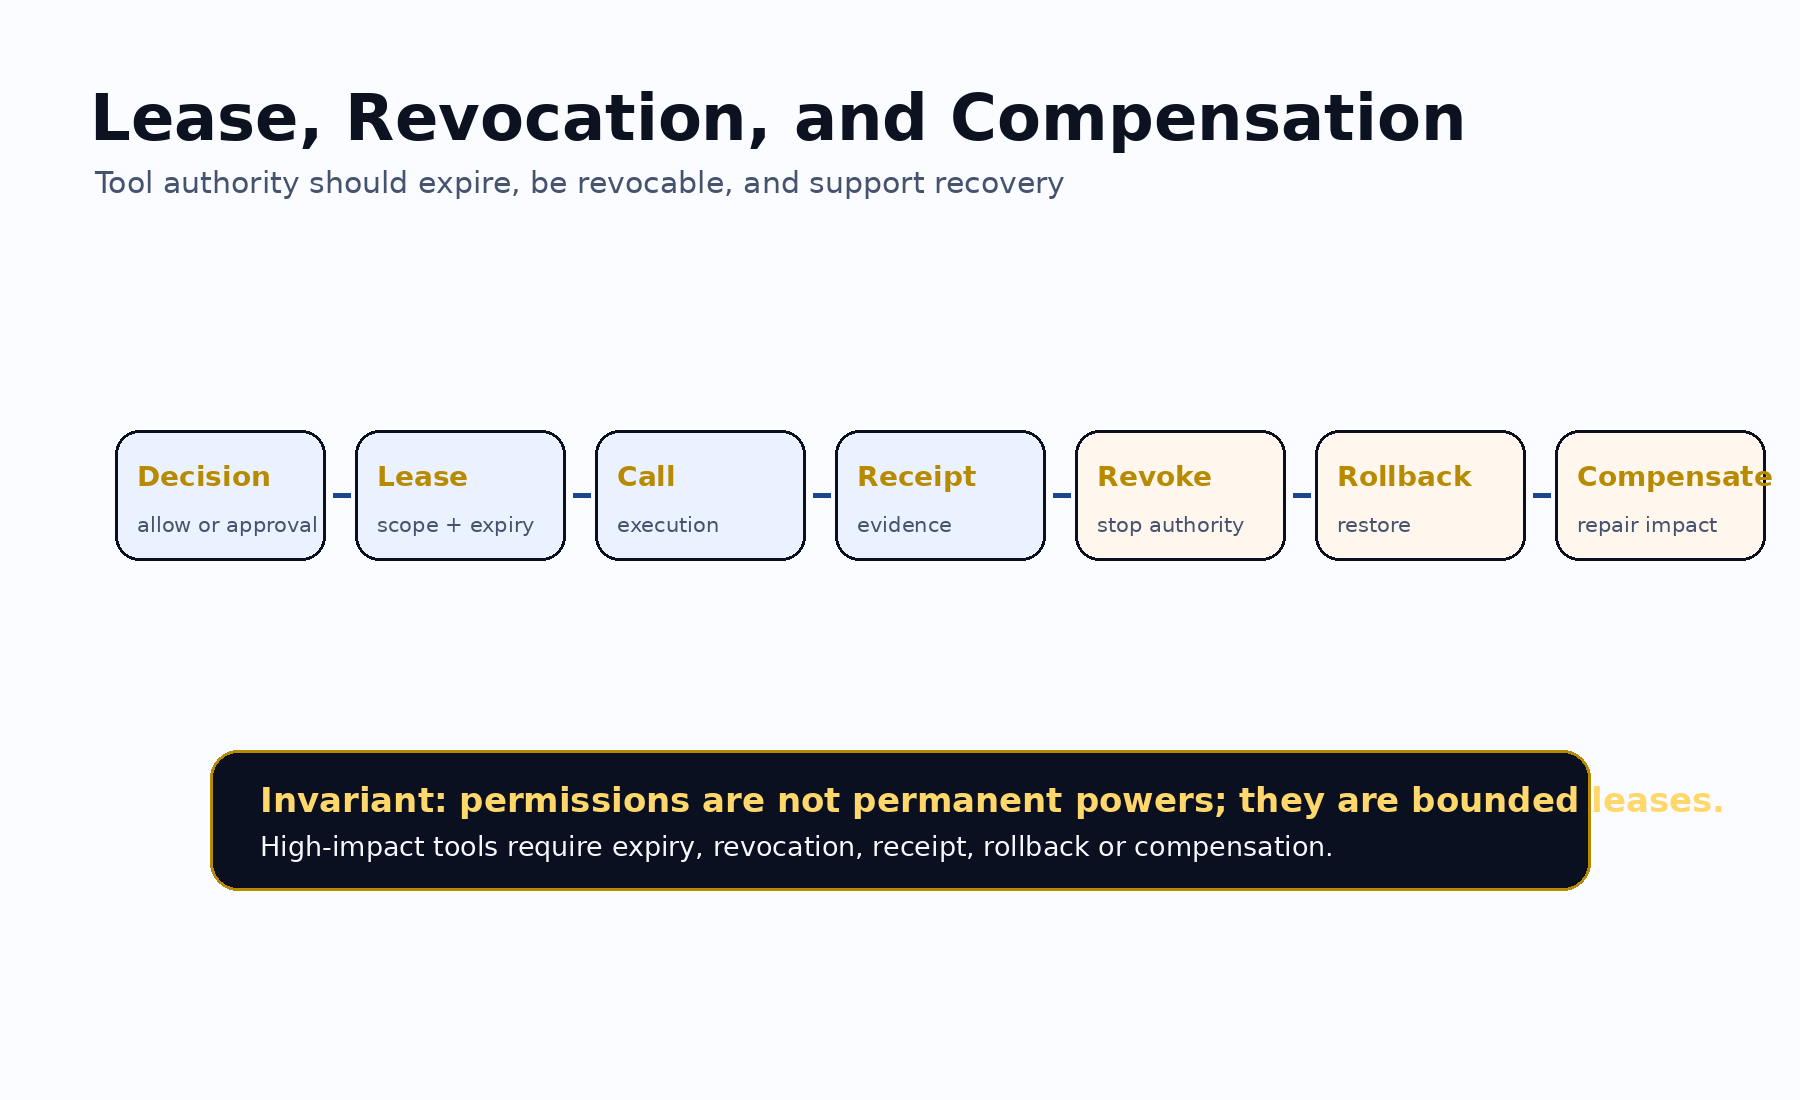 Lease, Revocation, and Compensation
Tool authority should expire, be revocable, and support recovery
Decision
allow or approval
Lease
scope + expiry
Call
execution
Receipt
evidence
Revoke
stop authority
Rollback
restore
Compensate
repair impact
Invariant: permissions are not permanent powers; they are bounded leases.
High-impact tools require expiry, revocation, receipt, rollback or compensation.